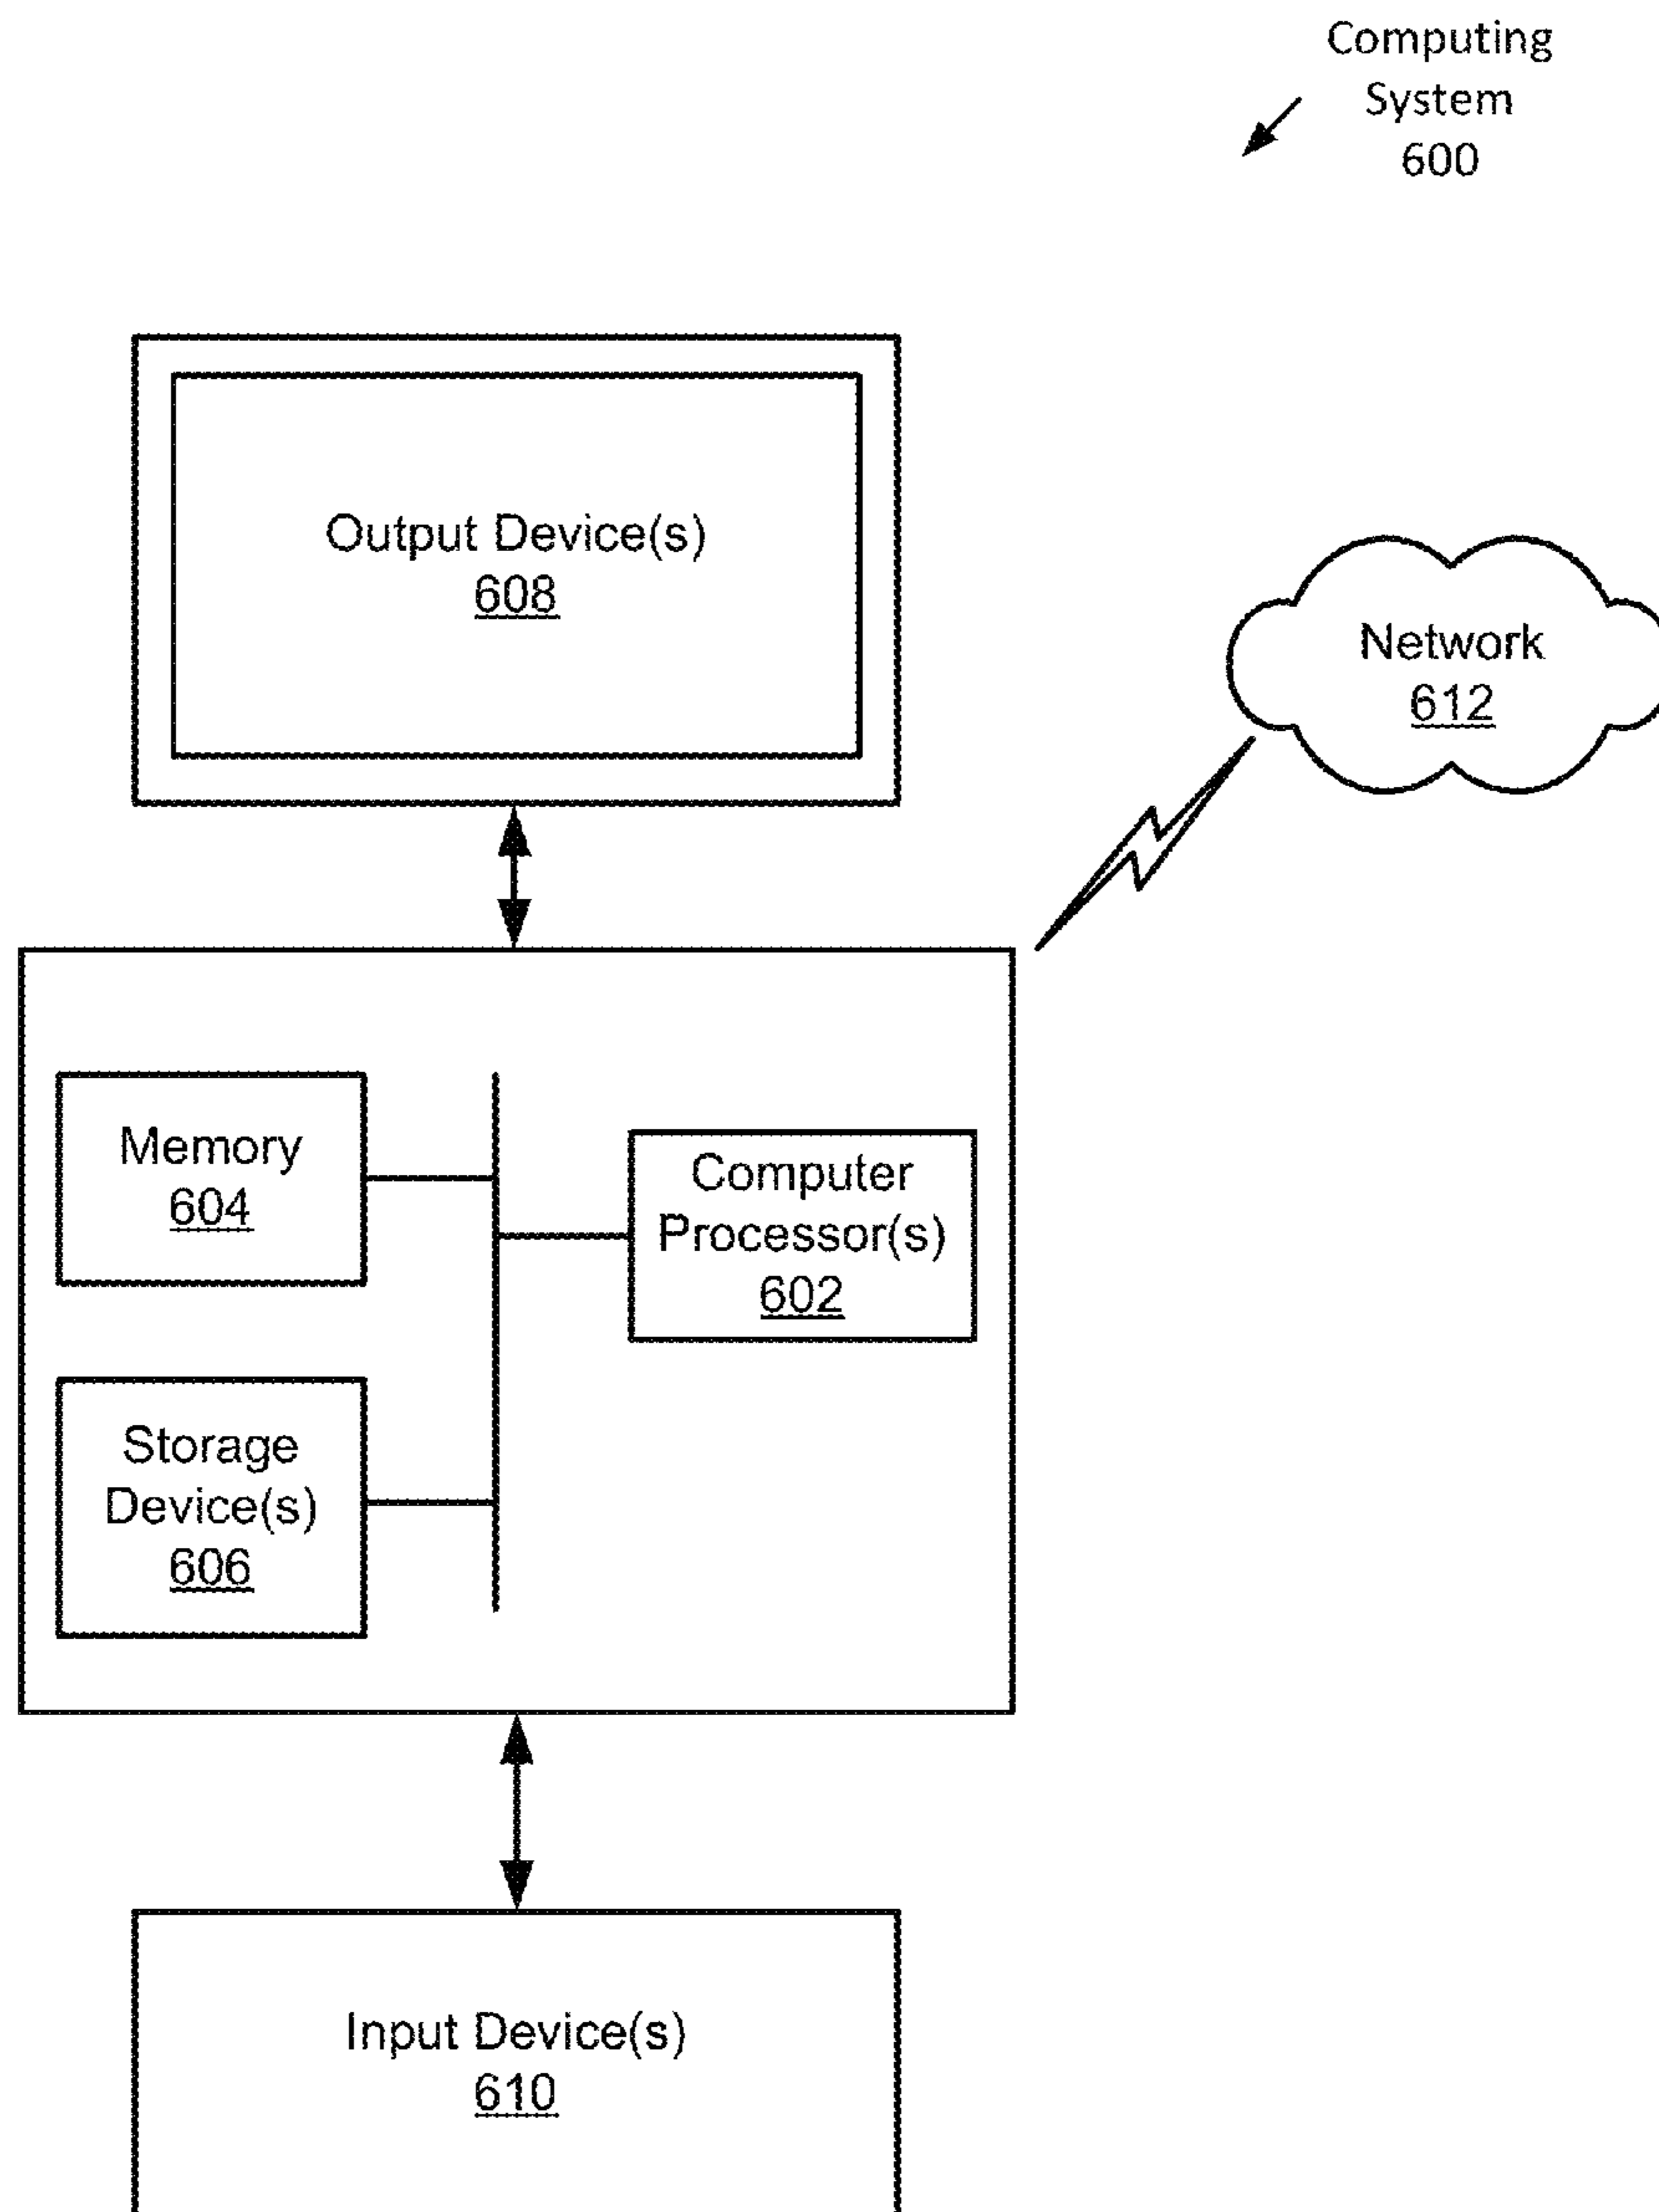 Computing
System
600
Output Device(s)
608
Network
612
Memory
604
Computer
Processor(s)
602
Storage
Device(s)
606
Input Device(s)
610